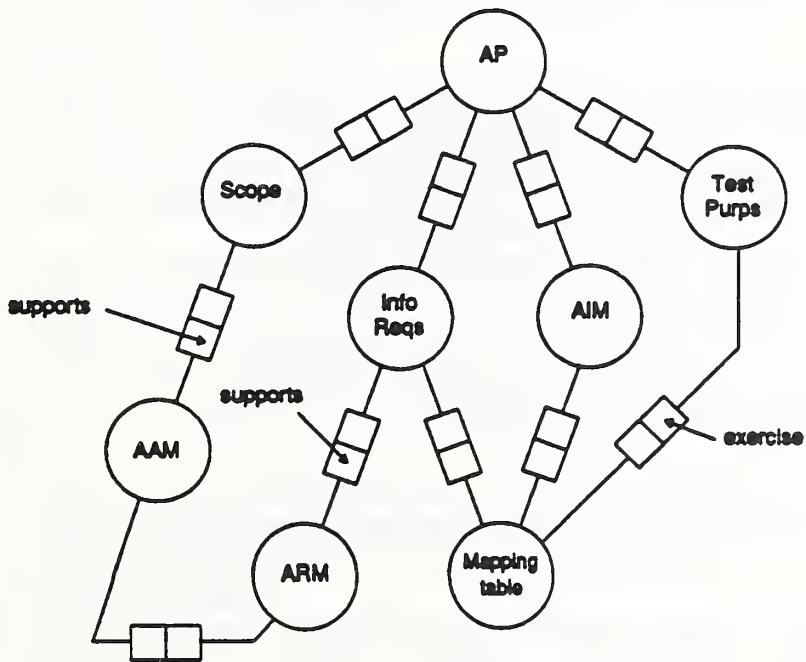 AP
Scope
Test
Purps
Info
Reqs
AIM
supports
supports
AAM
exercise
ARM
Mapping
table